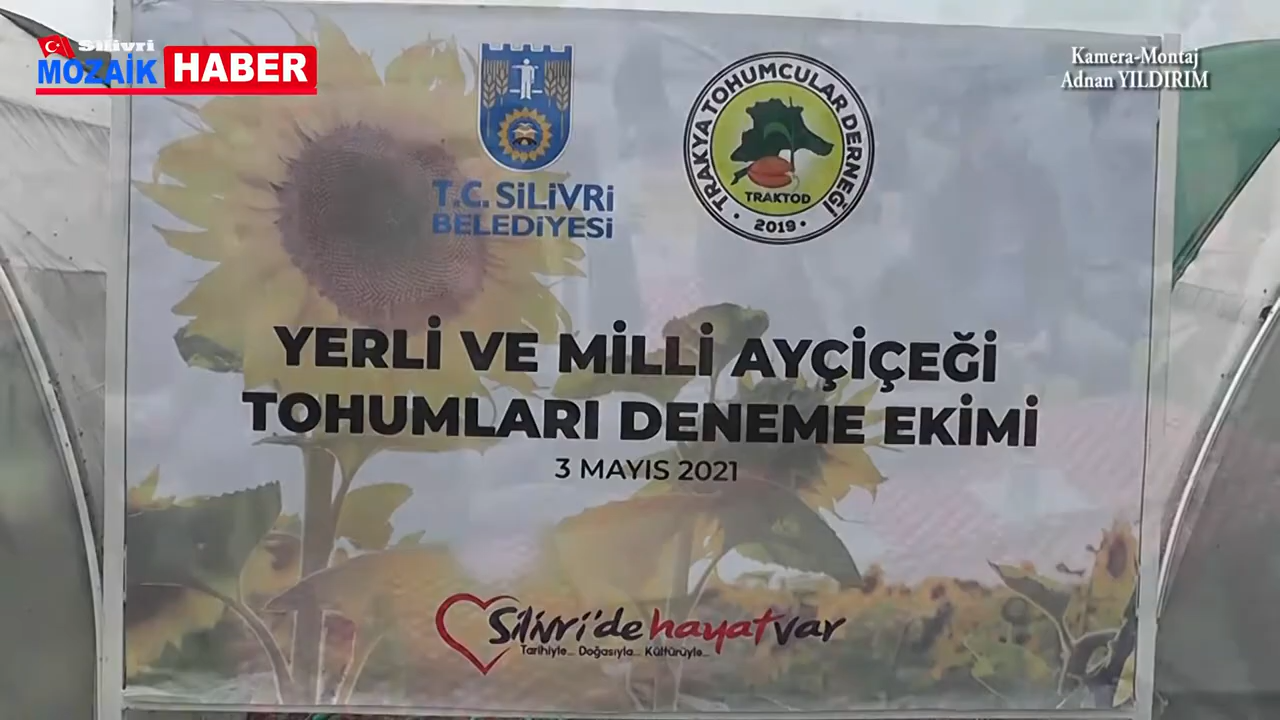 Silivri
MOZAİK HABER
Kamera-Montaj
Adnan YILDIRIM
T.C. SİLİVRİ
BELEDİYESİ
TRAKYA TOHUMCULAR DERNEĞİ
TRAKTOD
• 2019 •
YERLİ VE MİLLİ AYÇİÇEĞİ
TOHUMLARI DENEME EKİMİ
3 MAYIS 2021
Silivri'de hayat var
Tarihiyle... Doğasıyla... Kültürüyle...